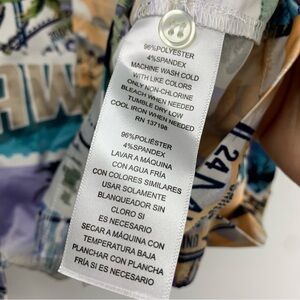 96%POLYESTER
4%SPANDEX
MACHINE WASH COLD
WITH LIKE COLORS
ONLY NON-CHLORINE
BLEACH WHEN NEEDED
TUMBLE DRY LOW
COOL IRON WHEN NEEDED
RN 137196
96%POLIÉSTER
4%SPANDEX
LAVAR A MÁQUINA
CON AGUA FRÍA
CON COLORES SIMILARES
USAR SOLAMENTE
BLANQUEADOR SIN
CLORO SI
ES NECESARIO
SECAR A MÁQUINA CON
TEMPERATURA BAJA
PLANCHAR CON PLANCHA
FRÍA SI ES NECESARIO
24